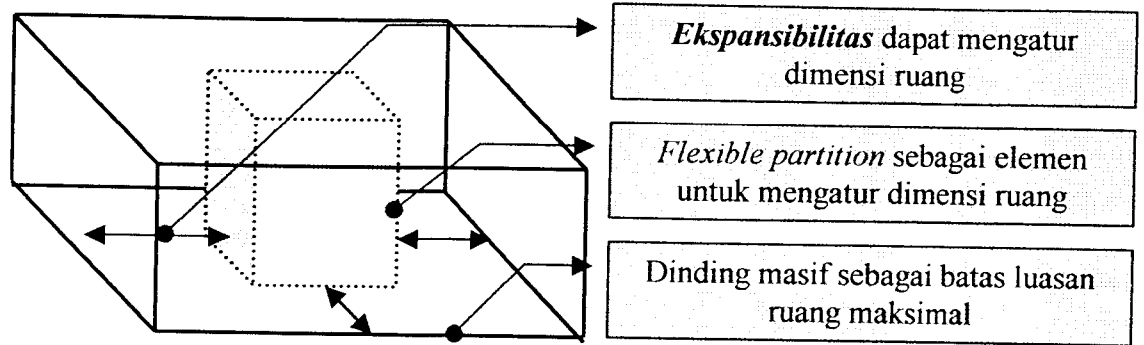 Ekspansibilitas dapat mengatur
dimensi ruang
Flexible partition sebagai elemen
untuk mengatur dimensi ruang
Dinding masif sebagai batas luasan
ruang maksimal